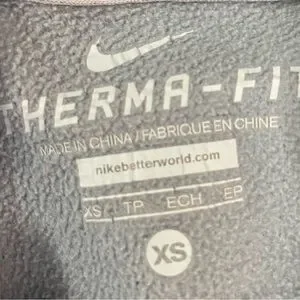 THERMA-FIT
MADE IN CHINA / FABRIQUE EN CHINE
nikebetterworld.com
XS TP ECH EP
XS